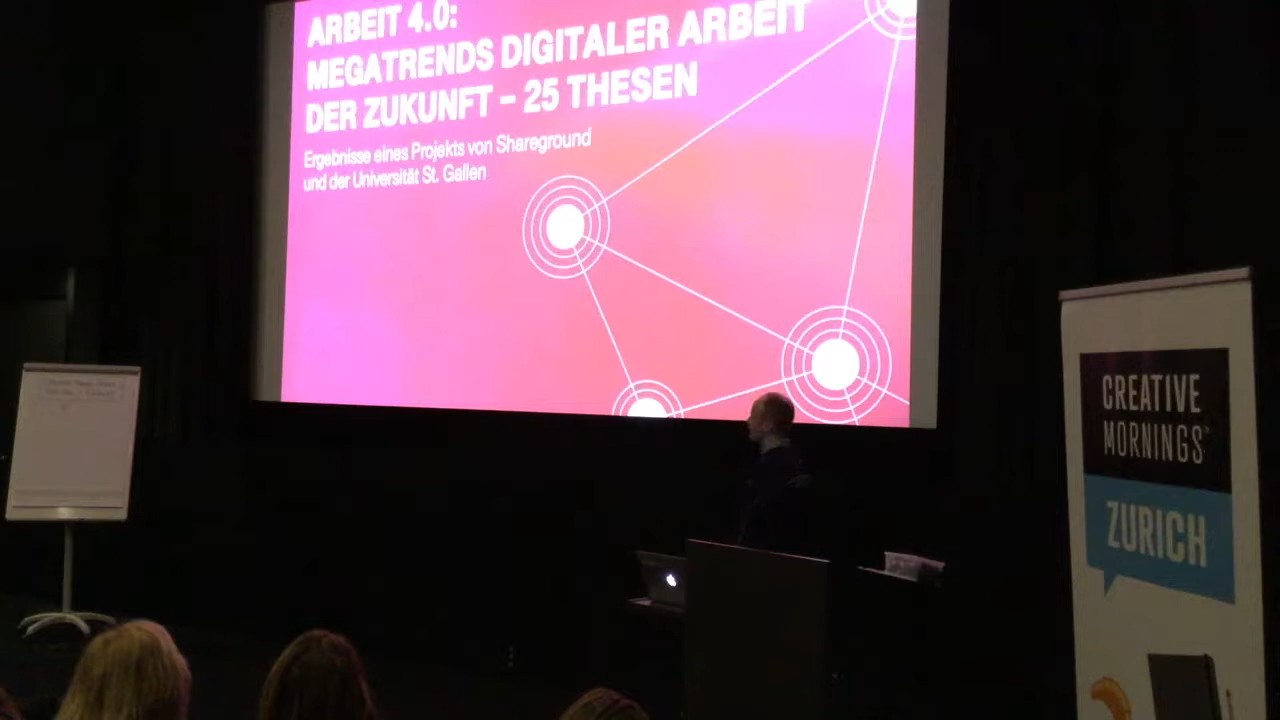 ARBEIT 4.0:
MEGATRENDS DIGITALER ARBEIT
DER ZUKUNFT – 25 THESEN
Ergebnisse eines Projekts von Shareground
und der Universität St. Gallen
CREATIVE
MORNINGS®
ZURICH